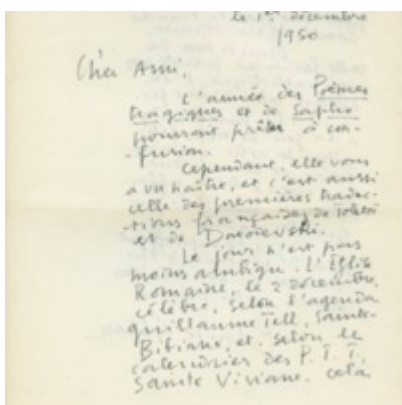 le 1er décembre
1950
Cher Ami,
L'année des Poèmes
tragiques et de Sapho
pourrait prêter à con-
-fusion.
Cependant, elle vous
a vu naître, et c'est aussi
celle des premières traduc-
-tions françaises de Tolstoï
et de Dostoïevski.
Le jour n'est pas
moins ambigu. L'Eglise
Romaine, le 2 décembre,
célèbre, selon l'agenda
guillaume Tell, Sainte-
Bibiane, et, selon le
calendrier des P.T.T.,
Sainte Viviane. Cela